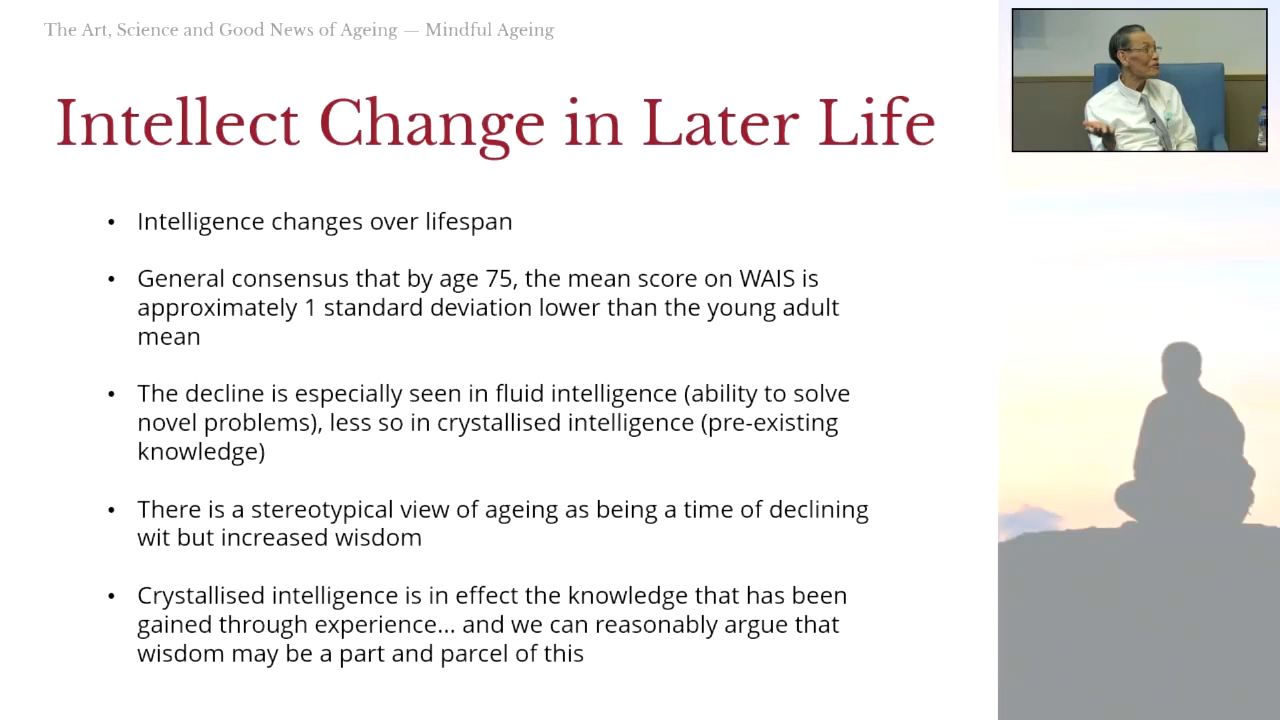 The Art, Science and Good News of Ageing — Mindful Ageing
Intellect Change in Later Life
• Intelligence changes over lifespan
• General consensus that by age 75, the mean score on WAIS is
approximately 1 standard deviation lower than the young adult
mean
• The decline is especially seen in fluid intelligence (ability to solve
novel problems), less so in crystallised intelligence (pre-existing
knowledge)
• There is a stereotypical view of ageing as being a time of declining
wit but increased wisdom
• Crystallised intelligence is in effect the knowledge that has been
gained through experience... and we can reasonably argue that
wisdom may be a part and parcel of this